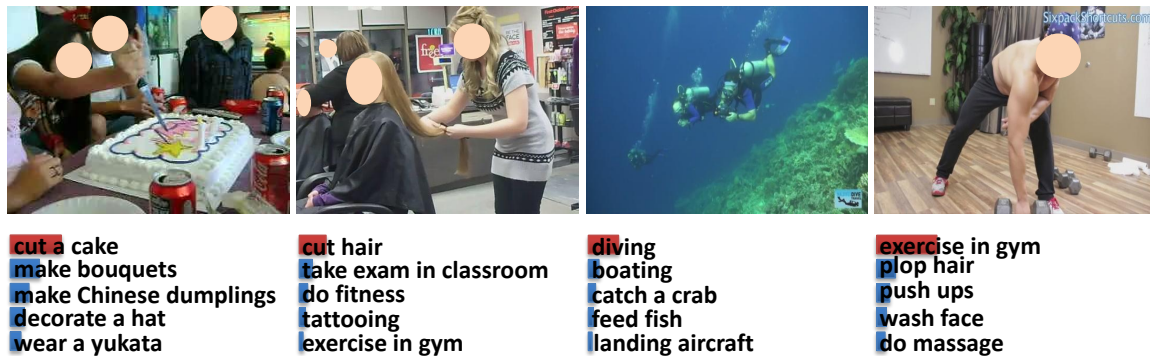 SixpackShortcuts.com
free
DIVE
cut a cake
make bouquets
make Chinese dumplings
decorate a hat
wear a yukata
cut hair
take exam in classroom
do fitness
tattooing
exercise in gym
diving
boating
catch a crab
feed fish
landing aircraft
exercise in gym
plop hair
push ups
wash face
do massage